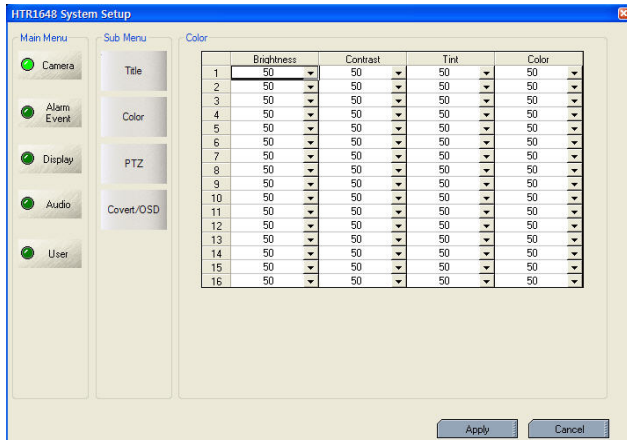 HTR1648 System Setup
Main Menu
Sub Menu
Color
Camera
Alarm
Event
Display
Audio
User
Title
Color
PTZ
Covert/OSD
Brightness Contrast Tint Color
1 50 50 50 50
2 50 50 50 50
3 50 50 50 50
4 50 50 50 50
5 50 50 50 50
6 50 50 50 50
7 50 50 50 50
8 50 50 50 50
9 50 50 50 50
10 50 50 50 50
11 50 50 50 50
12 50 50 50 50
13 50 50 50 50
14 50 50 50 50
15 50 50 50 50
16 50 50 50 50
Apply
Cancel